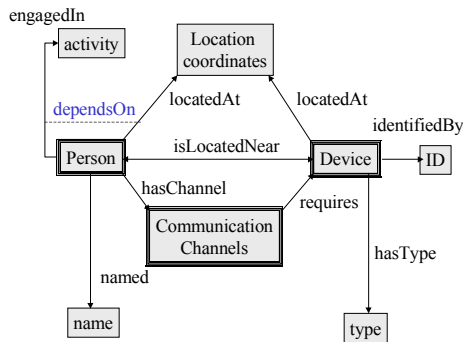 engagedIn
activity
Location
coordinates
dependsOn
locatedAt
locatedAt
identifiedBy
isLocatedNear
Person
Device
ID
hasChannel
requires
Communication
Channels
hasType
named
name
type